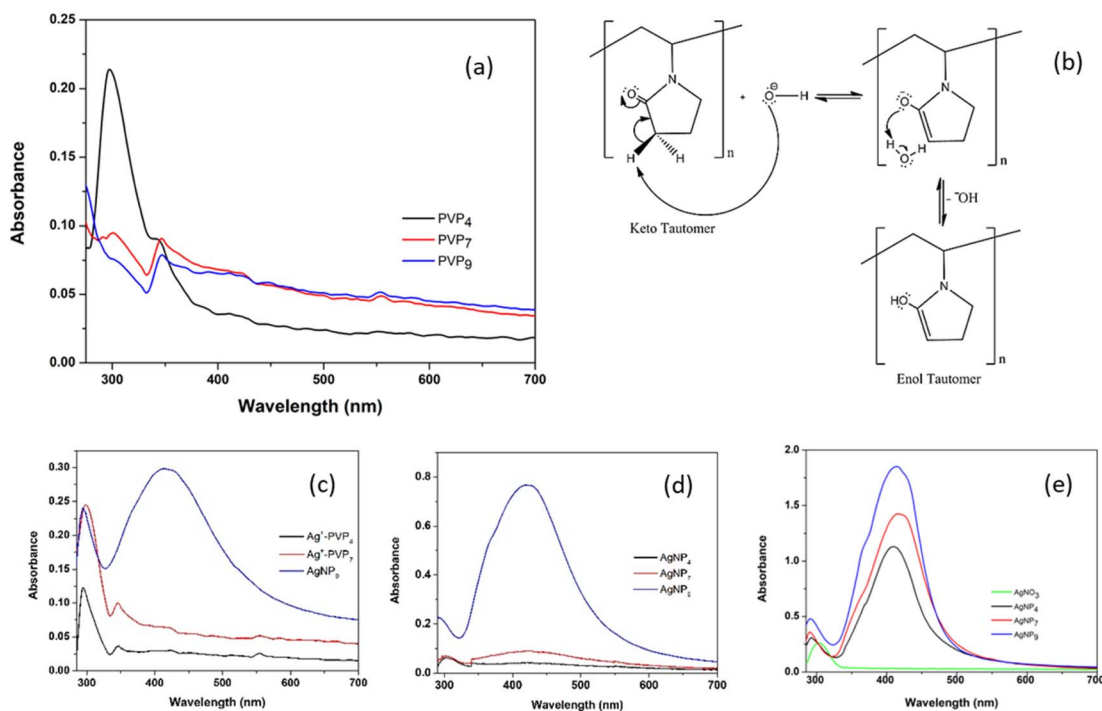 (a)
0.25
0.20
0.15
0.10
0.05
0.00
Absorbance
300 400 500 600 700
Wavelength (nm)
PVP4
PVP7
PVP9
(b)
N
O
H H
n
Keto Tautomer
+
O H
N
O
H H
O
n
- -OH
N
HO
n
Enol Tautomer
(c)
0.30
0.25
0.20
0.15
0.10
0.05
0.00
Absorbance
300 400 500 600 700
Wavelength (nm)
Ag+-PVP4
Ag+-PVP7
AgNP9
(d)
0.8
0.6
0.4
0.2
0.0
Absorbance
300 400 500 600 700
Wavelength (nm)
AgNP4
AgNP7
AgNP9
(e)
2.0
1.5
1.0
0.5
0.0
Absorbance
300 400 500 600 700
Wavelength (nm)
AgNO3
AgNP4
AgNP7
AgNP9